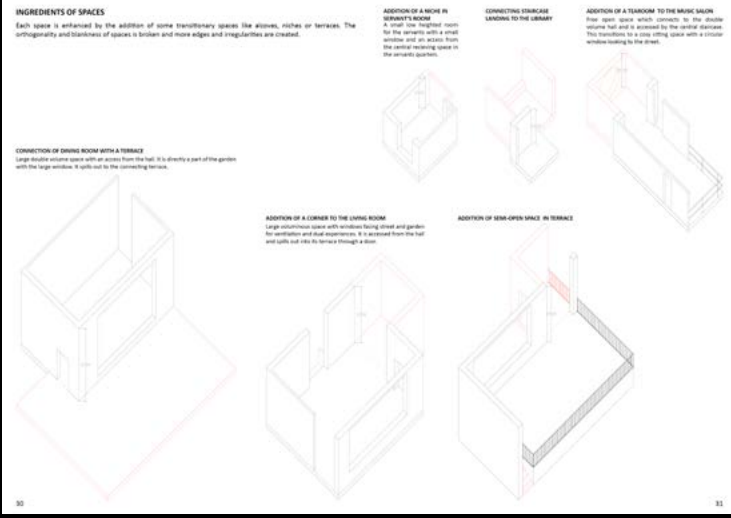 INGREDIENTS OF SPACES
Each space is enhanced by the addition of some transitionary spaces like alcoves, niches or terraces. The
orthogonality and blankness of spaces is broken and more edges and irregularities are created.
ADDITION OF A NICHE IN
SERVANT'S ROOM
A small low heighted room
for the servants with a small
window and an access from
the central recieving space in
the servants quarters.
CONNECTING STAIRCASE
LANDING TO THE LIBRARY
ADDITION OF A TEAROOM TO THE MUSIC SALON
Free open space which connects to the double
volume hall and is accessed by the central staircase.
This transitions to a cosy sitting space with a circular
window looking to the street.
CONNECTION OF DINING ROOM WITH A TERRACE
Large double volume space with an access from the hall. It is directly a part of the garden
with the large window. It spills out to the connecting terrace.
ADDITION OF A CORNER TO THE LIVING ROOM
Large voluminous space with windows facing street and garden
for ventilation and dual experiences. It is accessed from the hall
and spills out into its terrace through a door.
ADDITION OF SEMI-OPEN SPACE IN TERRACE
30
31